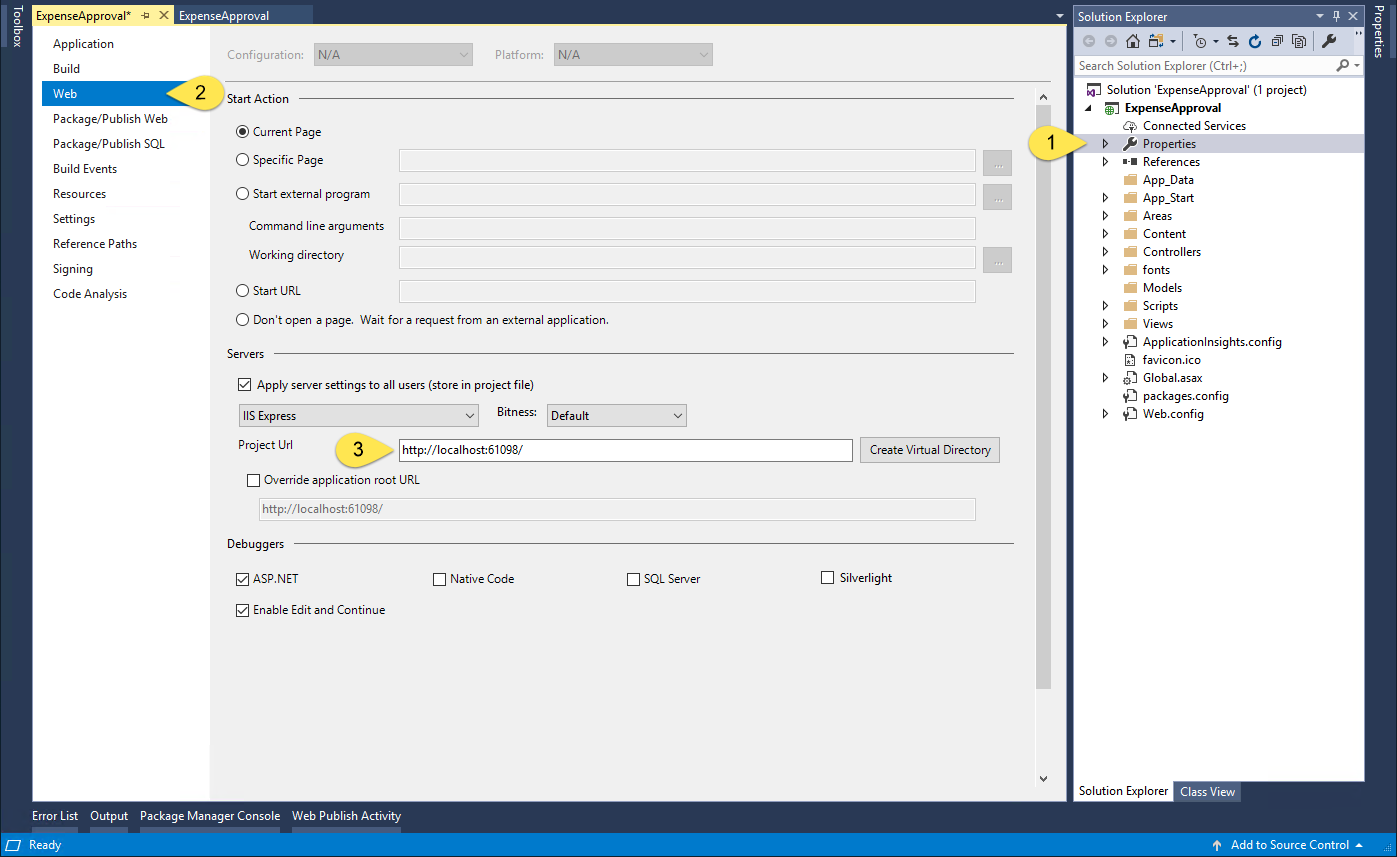 Toolbox
ExpenseApproval*
ExpenseApproval
Application
Build
Web
Package/Publish Web
Package/Publish SQL
Build Events
Resources
Settings
Reference Paths
Signing
Code Analysis
2
Configuration:
N/A
Platform:
N/A
Start Action
Current Page
Specific Page
...
Start external program
...
Command line arguments
Working directory
...
Start URL
Don't open a page.  Wait for a request from an external application.
Servers
Apply server settings to all users (store in project file)
IIS Express
Bitness:
Default
Project Url
3
http://localhost:61098/
Create Virtual Directory
Override application root URL
http://localhost:61098/
Debuggers
ASP.NET
Native Code
SQL Server
Silverlight
Enable Edit and Continue
Solution Explorer
Search Solution Explorer (Ctrl+;)
Solution 'ExpenseApproval' (1 project)
ExpenseApproval
Connected Services
1
Properties
References
App_Data
App_Start
Areas
Content
Controllers
fonts
Models
Scripts
Views
ApplicationInsights.config
favicon.ico
Global.asax
packages.config
Web.config
Solution Explorer
Class View
Properties
Error List
Output
Package Manager Console
Web Publish Activity
Ready
Add to Source Control